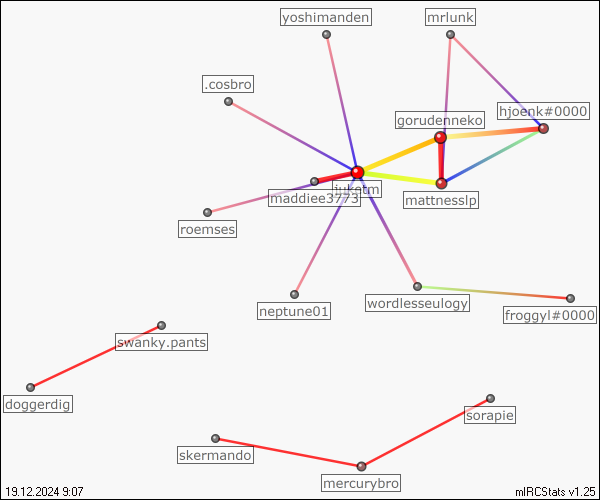 yoshimanden
mrlunk
.cosbro
hjoenk#0000
gorudenneko
maddiee3773
mattnesslp
roemses
neptune01
wordlesseulogy
froggyl#0000
swanky.pants
doggerdig
sorapie
skermando
mercurybro
19.12.2024 9:07
mIRCStats v1.25